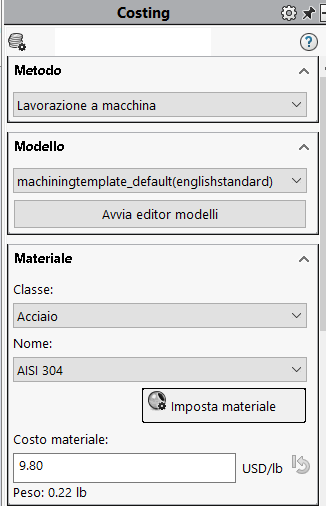 Costing
Metodo
Lavorazione a macchina
Modello
machiningtemplate_default(englishstandard)
Avvia editor modelli
Materiale
Classe:
Acciaio
Nome:
AISI 304
Imposta materiale
Costo materiale:
9.80 USD/lb
Peso: 0.22 lb